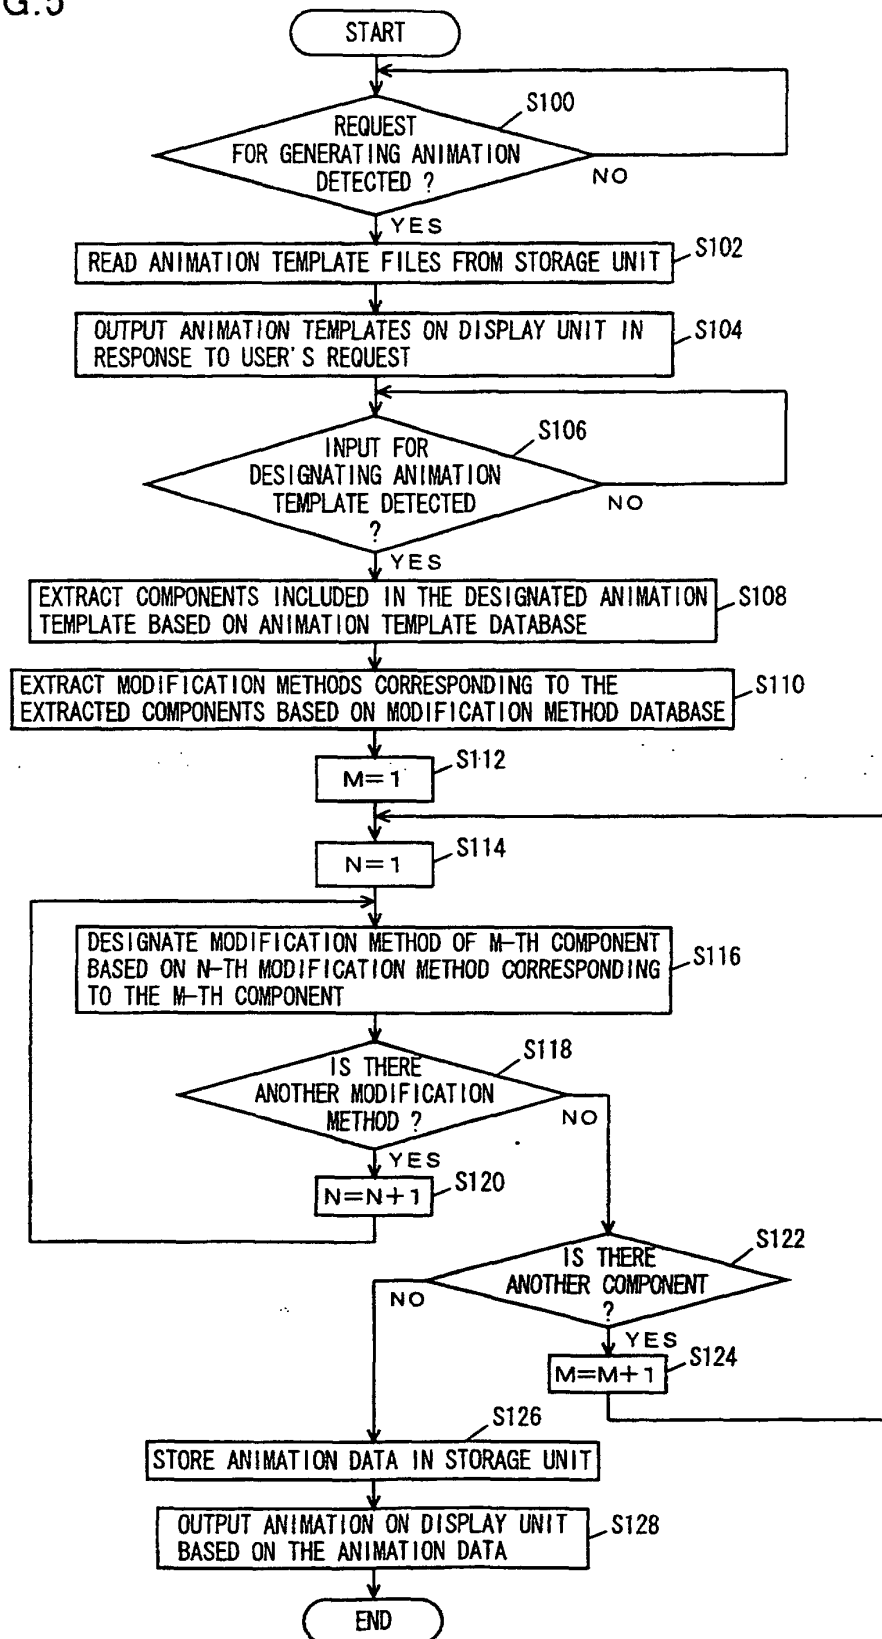 G.5
START
S100
REQUEST
FOR GENERATING ANIMATION
DETECTED ?
NO
YES
READ ANIMATION TEMPLATE FILES FROM STORAGE UNIT
S102
OUTPUT ANIMATION TEMPLATES ON DISPLAY UNIT IN
RESPONSE TO USER'S REQUEST
S104
S106
INPUT FOR
DESIGNATING ANIMATION
TEMPLATE DETECTED
?
NO
YES
EXTRACT COMPONENTS INCLUDED IN THE DESIGNATED ANIMATION
TEMPLATE BASED ON ANIMATION TEMPLATE DATABASE
S108
EXTRACT MODIFICATION METHODS CORRESPONDING TO THE
EXTRACTED COMPONENTS BASED ON MODIFICATION METHOD DATABASE
S110
M=1
S112
N=1
S114
DESIGNATE MODIFICATION METHOD OF M-TH COMPONENT
BASED ON N-TH MODIFICATION METHOD CORRESPONDING
TO THE M-TH COMPONENT
S116
S118
IS THERE
ANOTHER MODIFICATION
METHOD ?
NO
YES
N=N+1
S120
S122
IS THERE
ANOTHER COMPONENT
?
NO
YES
M=M+1
S124
S126
STORE ANIMATION DATA IN STORAGE UNIT
OUTPUT ANIMATION ON DISPLAY UNIT
BASED ON THE ANIMATION DATA
S128
END